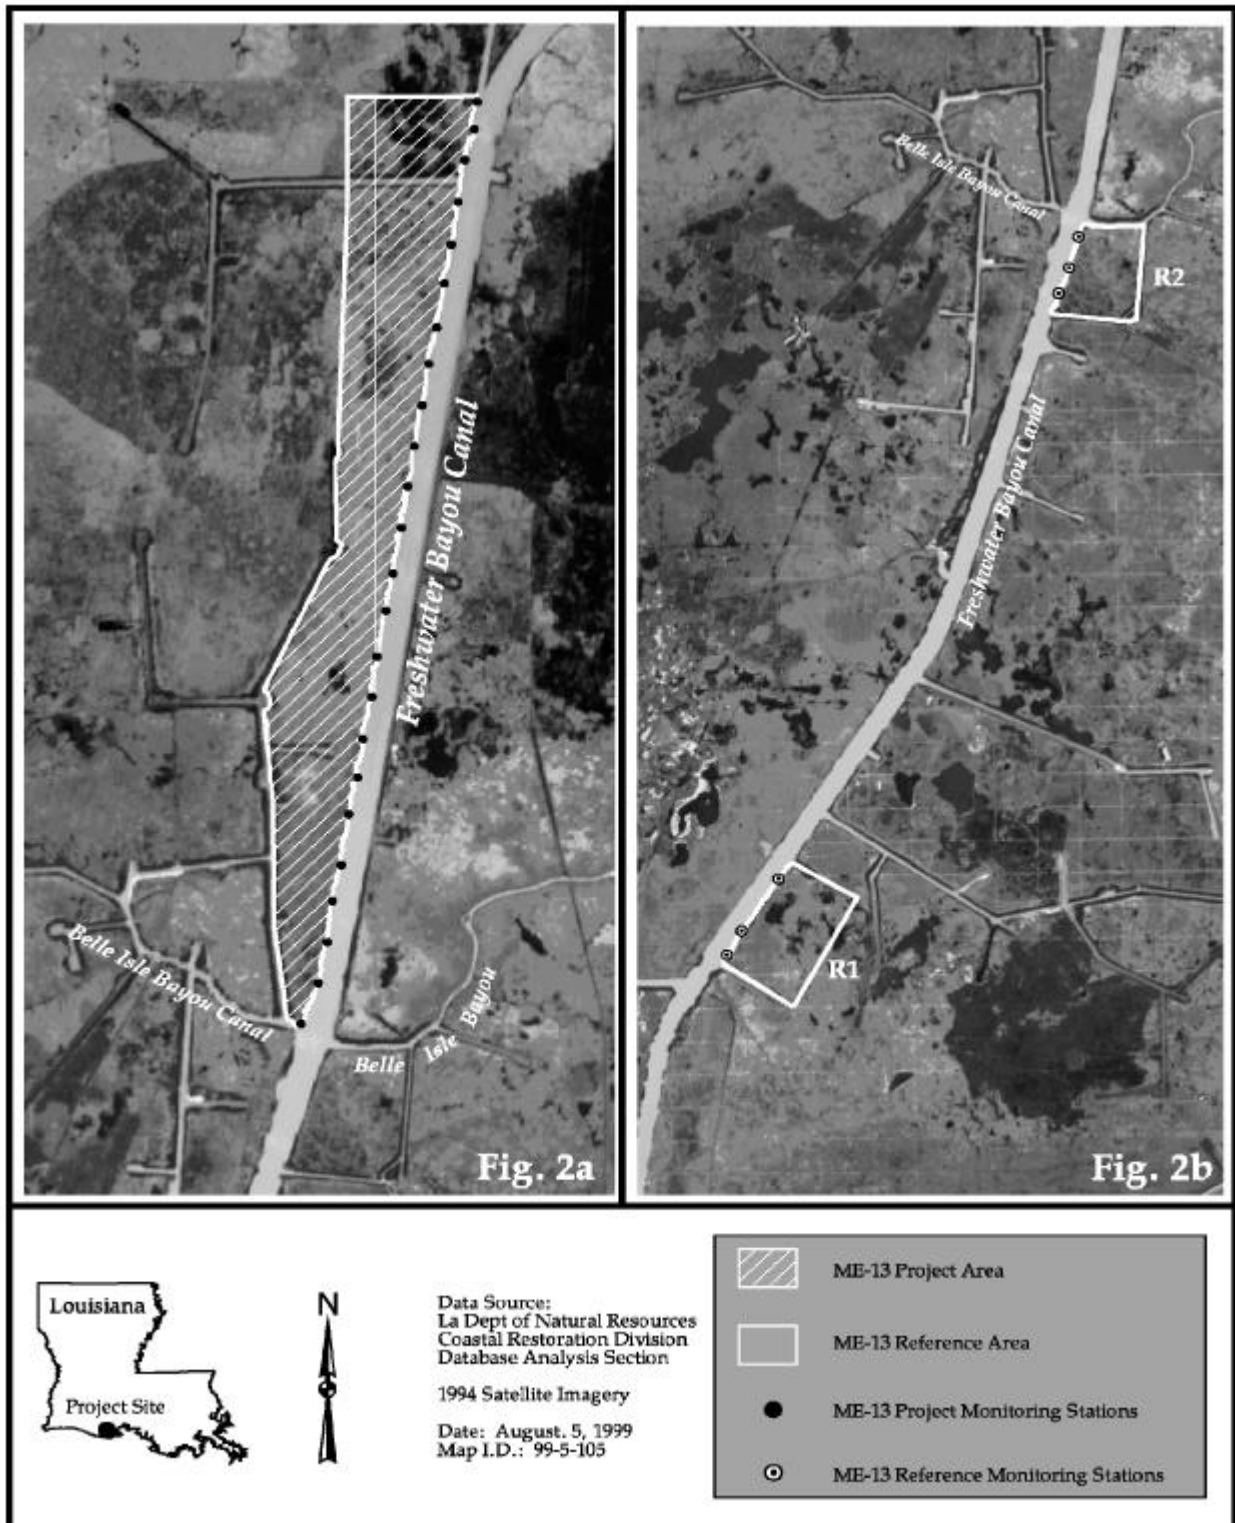 Freshwater Bayou Canal
Belle Isle Bayou Canal
Belle Isle Bayou
Fig. 2a
Belle Isle Bayou Canal
R2
Freshwater Bayou Canal
R1
Fig. 2b
Louisiana
Project Site
N
Data Source:
La Dept of Natural Resources
Coastal Restoration Division
Database Analysis Section
1994 Satellite Imagery
Date: August. 5, 1999
Map I.D.: 99-5-105
ME-13 Project Area
ME-13 Reference Area
ME-13 Project Monitoring Stations
ME-13 Reference Monitoring Stations